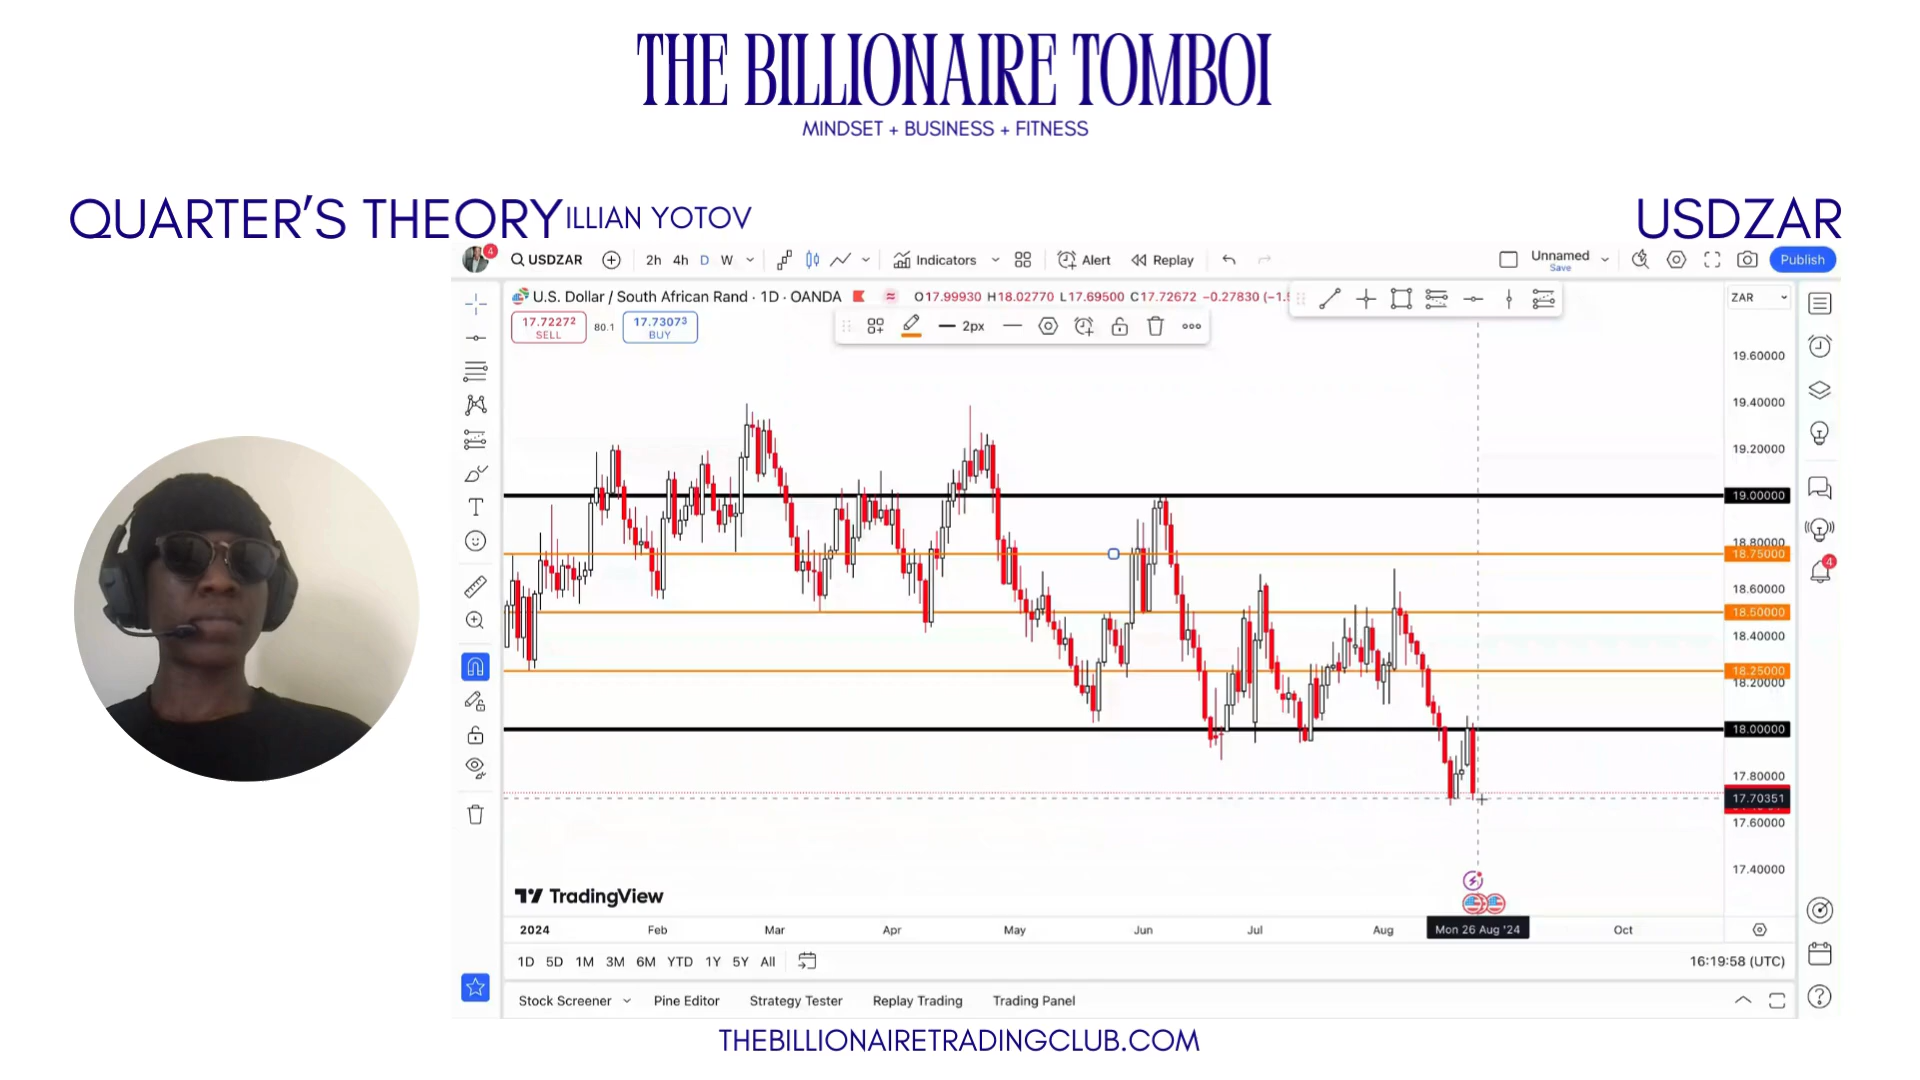 THE BILLIONAIRE TOMBOI
MINDSET + BUSINESS + FITNESS
QUARTER'S THEORY ILLIAN YOTOV
USDZAR
4
USDZAR
2h 4h D W
Indicators
Alert
Replay
Unnamed
Save
Publish
U.S. Dollar / South African Rand · 1D · OANDA
O17.99930 H18.02770 L17.69500 C17.72672 −0.27830
ZAR
17.72272
SELL
80.1
17.73073
BUY
2px
19.60000
19.40000
19.20000
19.00000
18.80000
18.75000
18.60000
18.50000
18.40000
18.25000
18.20000
18.00000
17.80000
17.70351
17.60000
17.40000
4
T
TradingView
2024 Feb Mar Apr May Jun Jul Aug Mon 26 Aug '24 Oct
1D 5D 1M 3M 6M YTD 1Y 5Y All
16:19:58 (UTC)
Stock Screener Pine Editor Strategy Tester Replay Trading Trading Panel
THEBILLIONAIRETRADINGCLUB.COM